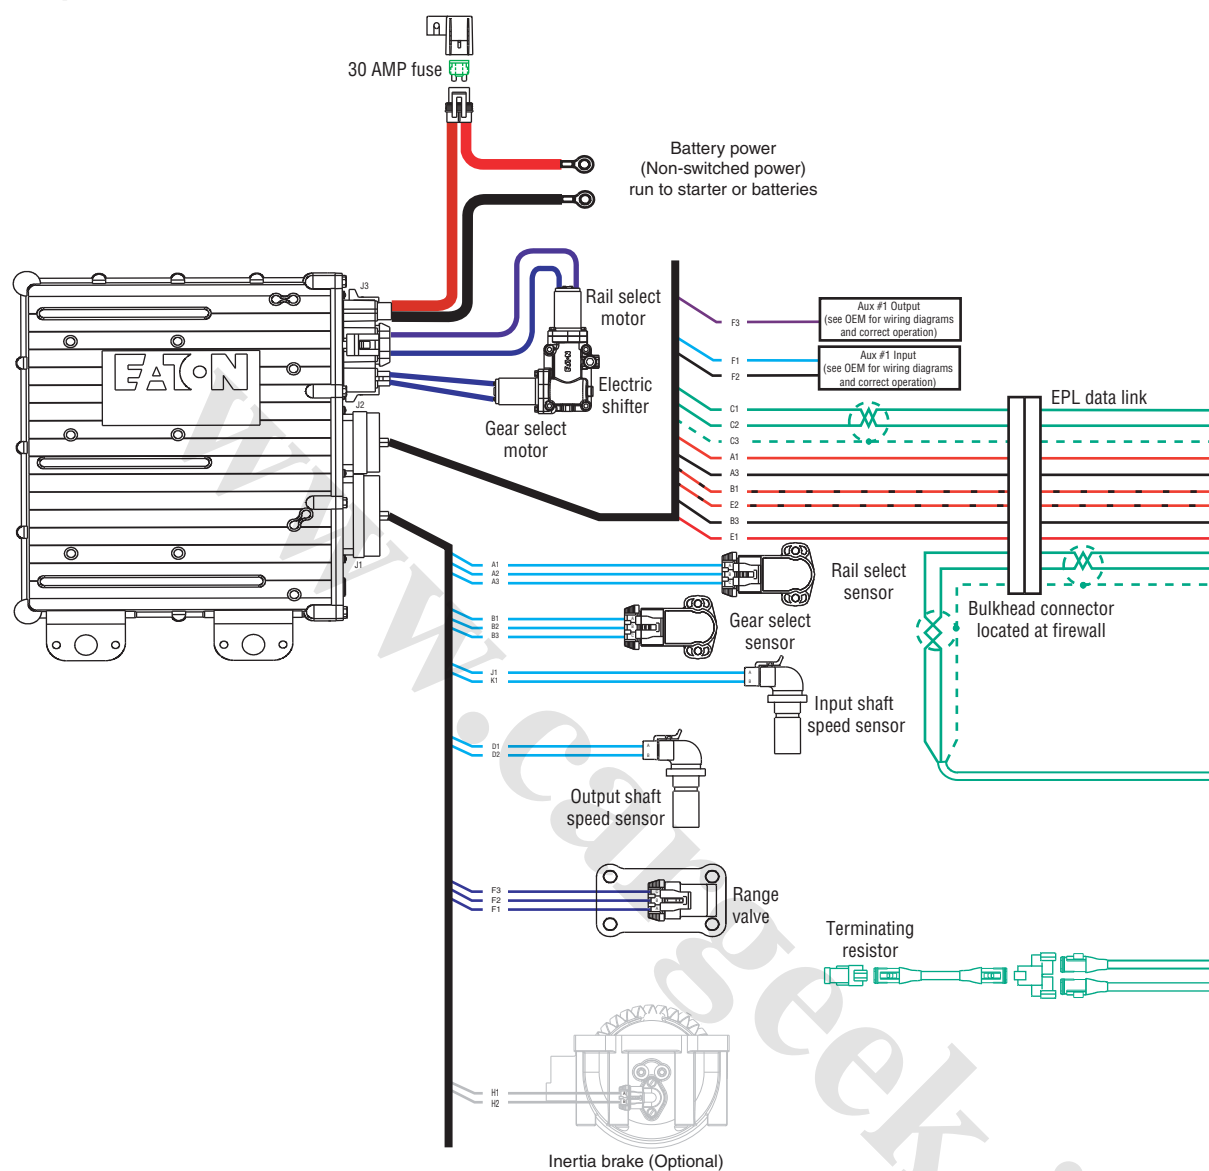 30 AMP fuse
Battery power
(Non-switched power)
run to starter or batteries
J3
Rail select
motor
EATON
EATON
Electric
shifter
Gear select
motor
J2
J1
F3
Aux #1 Output
(see OEM for wiring diagrams
and correct operation)
F1
F2
Aux #1 Input
(see OEM for wiring diagrams
and correct operation)
EPL data link
C1
C2
C3
A1
A3
B1
E2
B3
E1
Bulkhead connector
located at firewall
A1
A2
A3
Rail select
sensor
B1
B2
B3
Gear select
sensor
J1
K1
A
B
Input shaft
speed sensor
D1
D2
A
B
Output shaft
speed sensor
F3
F2
F1
Range
valve
Terminating
resistor
H1
H2
Inertia brake (Optional)
www.cargeek.